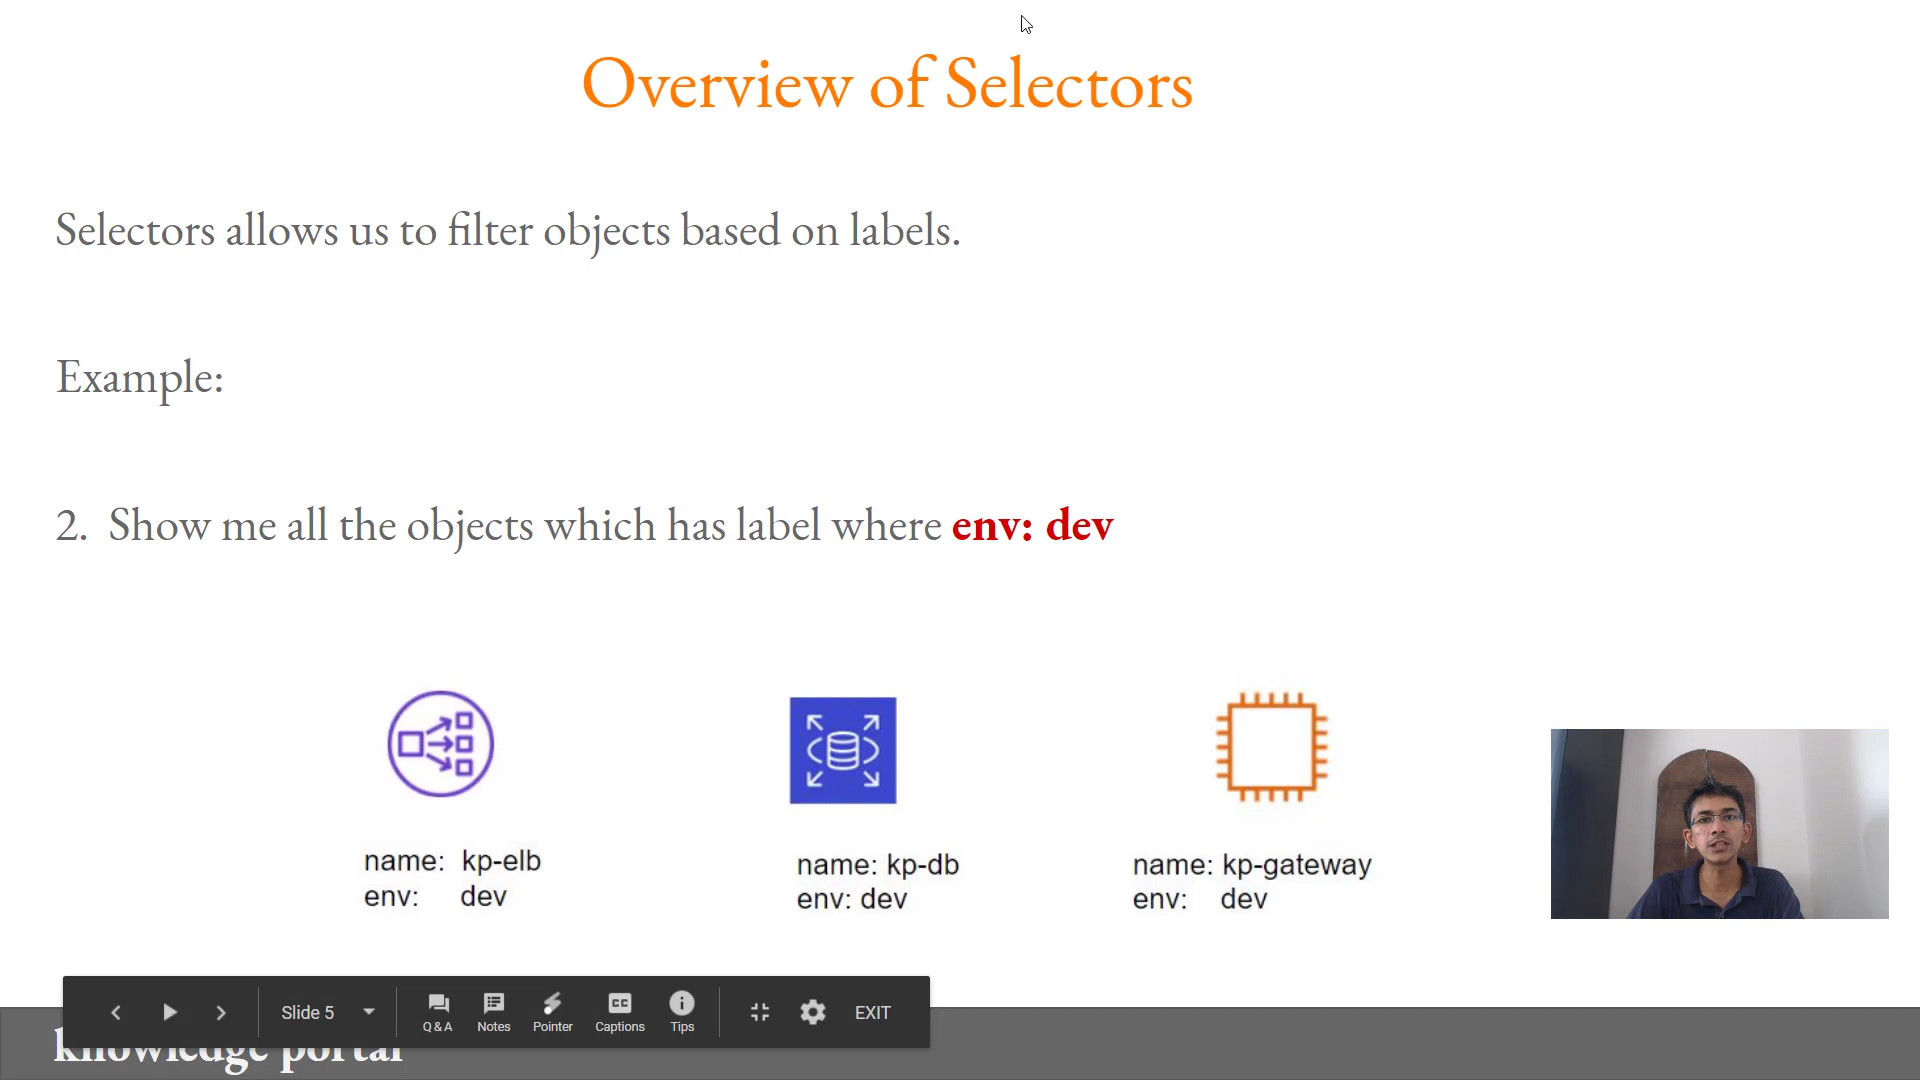 Overview of Selectors
Selectors allows us to filter objects based on labels.
Example:
2. Show me all the objects which has label where env: dev
name: kp-elb
env: dev
name: kp-db
env: dev
name: kp-gateway
env: dev
Slide 5
Q & A
Notes
CC
Pointer
Captions
Tips
EXIT
knowledge portal